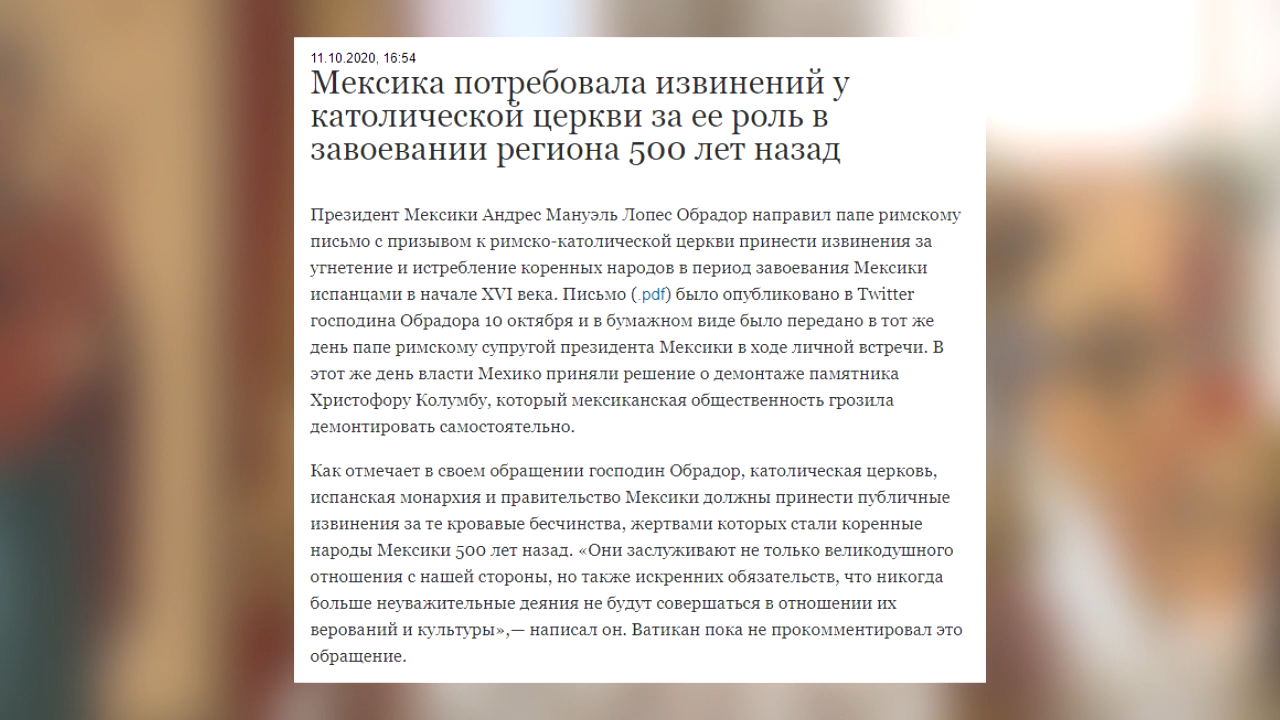 11.10.2020, 16:54
Мексика потребовала извинений у
католической церкви за ее роль в
завоевании региона 500 лет назад
Президент Мексики Андрес Мануэль Лопес Обрадор направил папе римскому
письмо с призывом к римско-католической церкви принести извинения за
угнетение и истребление коренных народов в период завоевания Мексики
испанцами в начале XVI века. Письмо (.pdf) было опубликовано в Twitter
господина Обрадора 10 октября и в бумажном виде было передано в тот же
день папе римскому супругой президента Мексики в ходе личной встречи. В
этот же день власти Мехико приняли решение о демонтаже памятника
Христофору Колумбу, который мексиканская общественность грозила
демонтировать самостоятельно.
Как отмечает в своем обращении господин Обрадор, католическая церковь,
испанская монархия и правительство Мексики должны принести публичные
извинения за те кровавые бесчинства, жертвами которых стали коренные
народы Мексики 500 лет назад. «Они заслуживают не только великодушного
отношения с нашей стороны, но также искренних обязательств, что никогда
больше неуважительные деяния не будут совершаться в отношении их
верований и культуры»,— написал он. Ватикан пока не прокомментировал это
обращение.